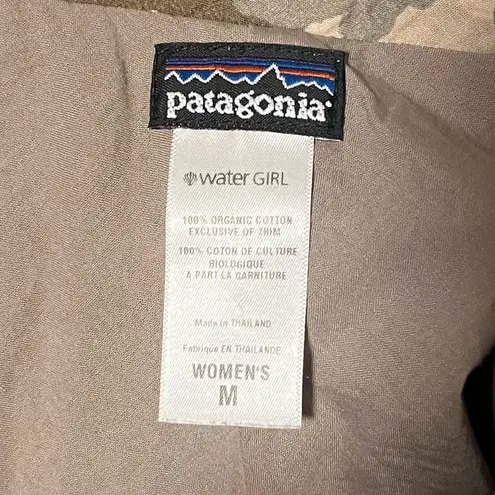 patagonia
water GIRL
100% ORGANIC COTTON
EXCLUSIVE OF TRIM
100% COTON DE CULTURE
BIOLOGIQUE
A PART LA GARNITURE
Made in THAILAND
Fabriqué EN THAILANDE
WOMEN'S
M